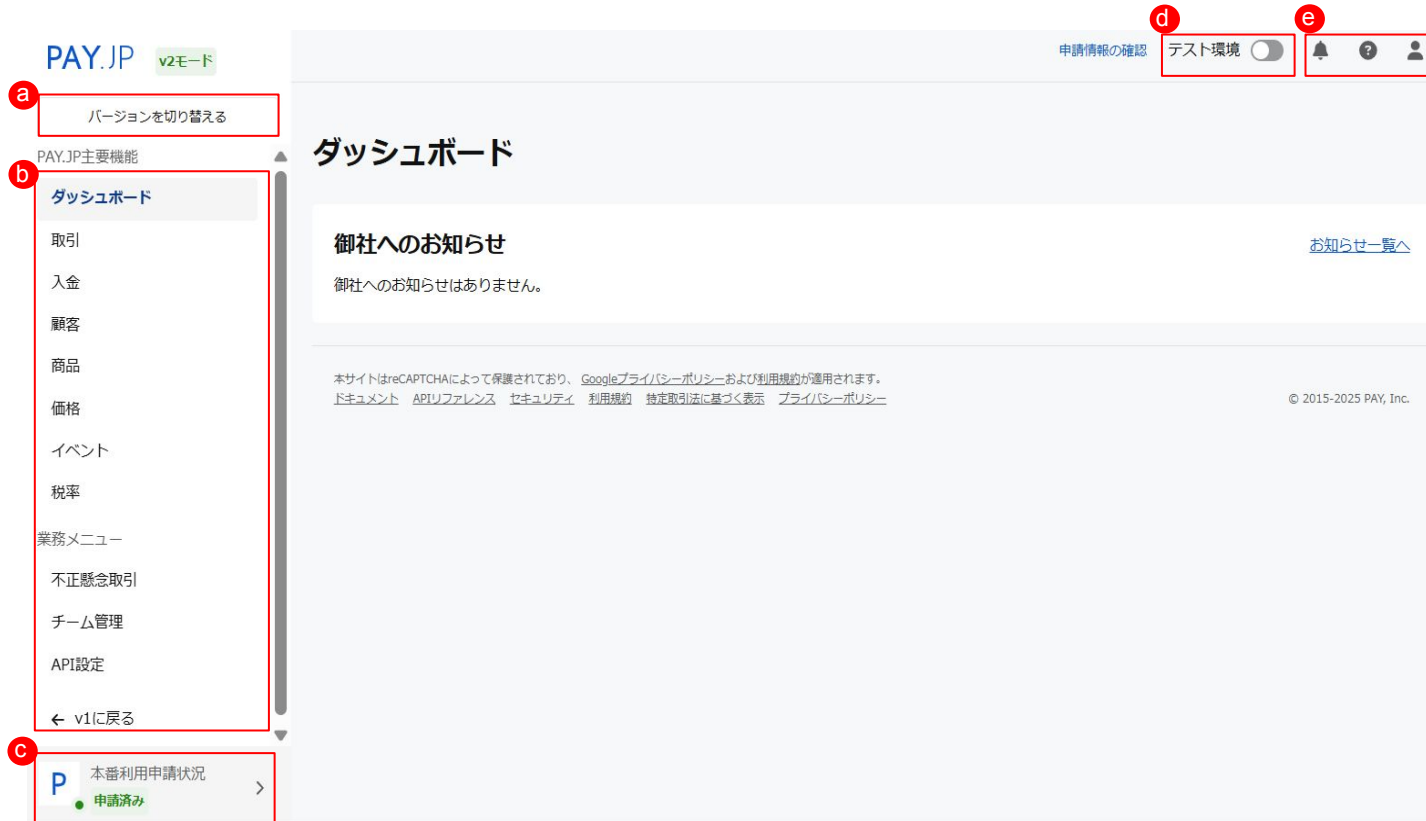 d
e
PAY.JP v2モード
申請情報の確認
テスト環境
a
バージョンを切り替える
PAY.JP主要機能
b
ダッシュボード
取引
入金
顧客
商品
価格
イベント
税率
業務メニュー
不正懸念取引
チーム管理
API設定
← v1に戻る
c
P
本番利用申請状況
申請済み
ダッシュボード
御社へのお知らせ
お知らせ一覧へ
御社へのお知らせはありません。
本サイトはreCAPTCHAによって保護されており、 Googleプライバシーポリシーおよび利用規約が適用されます。
ドキュメント APIリファレンス セキュリティ 利用規約 特定取引法に基づく表示 プライバシーポリシー
© 2015-2025 PAY, Inc.